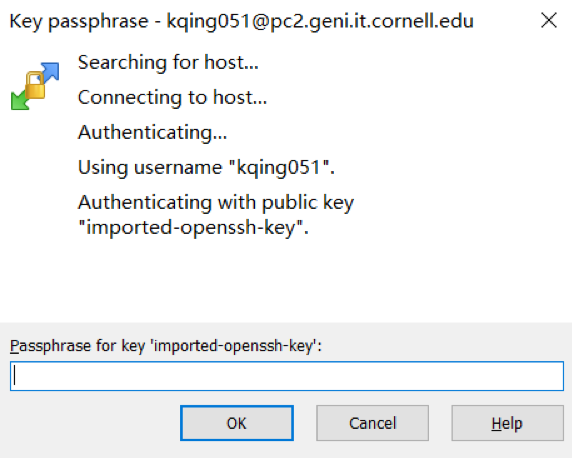 Key passphrase - kqing051@pc2.geni.it.cornell.edu
Searching for host...
Connecting to host...
Authenticating...
Using username "kqing051".
Authenticating with public key
"imported-openssh-key".
Passphrase for key 'imported-openssh-key':
OK
Cancel
Help